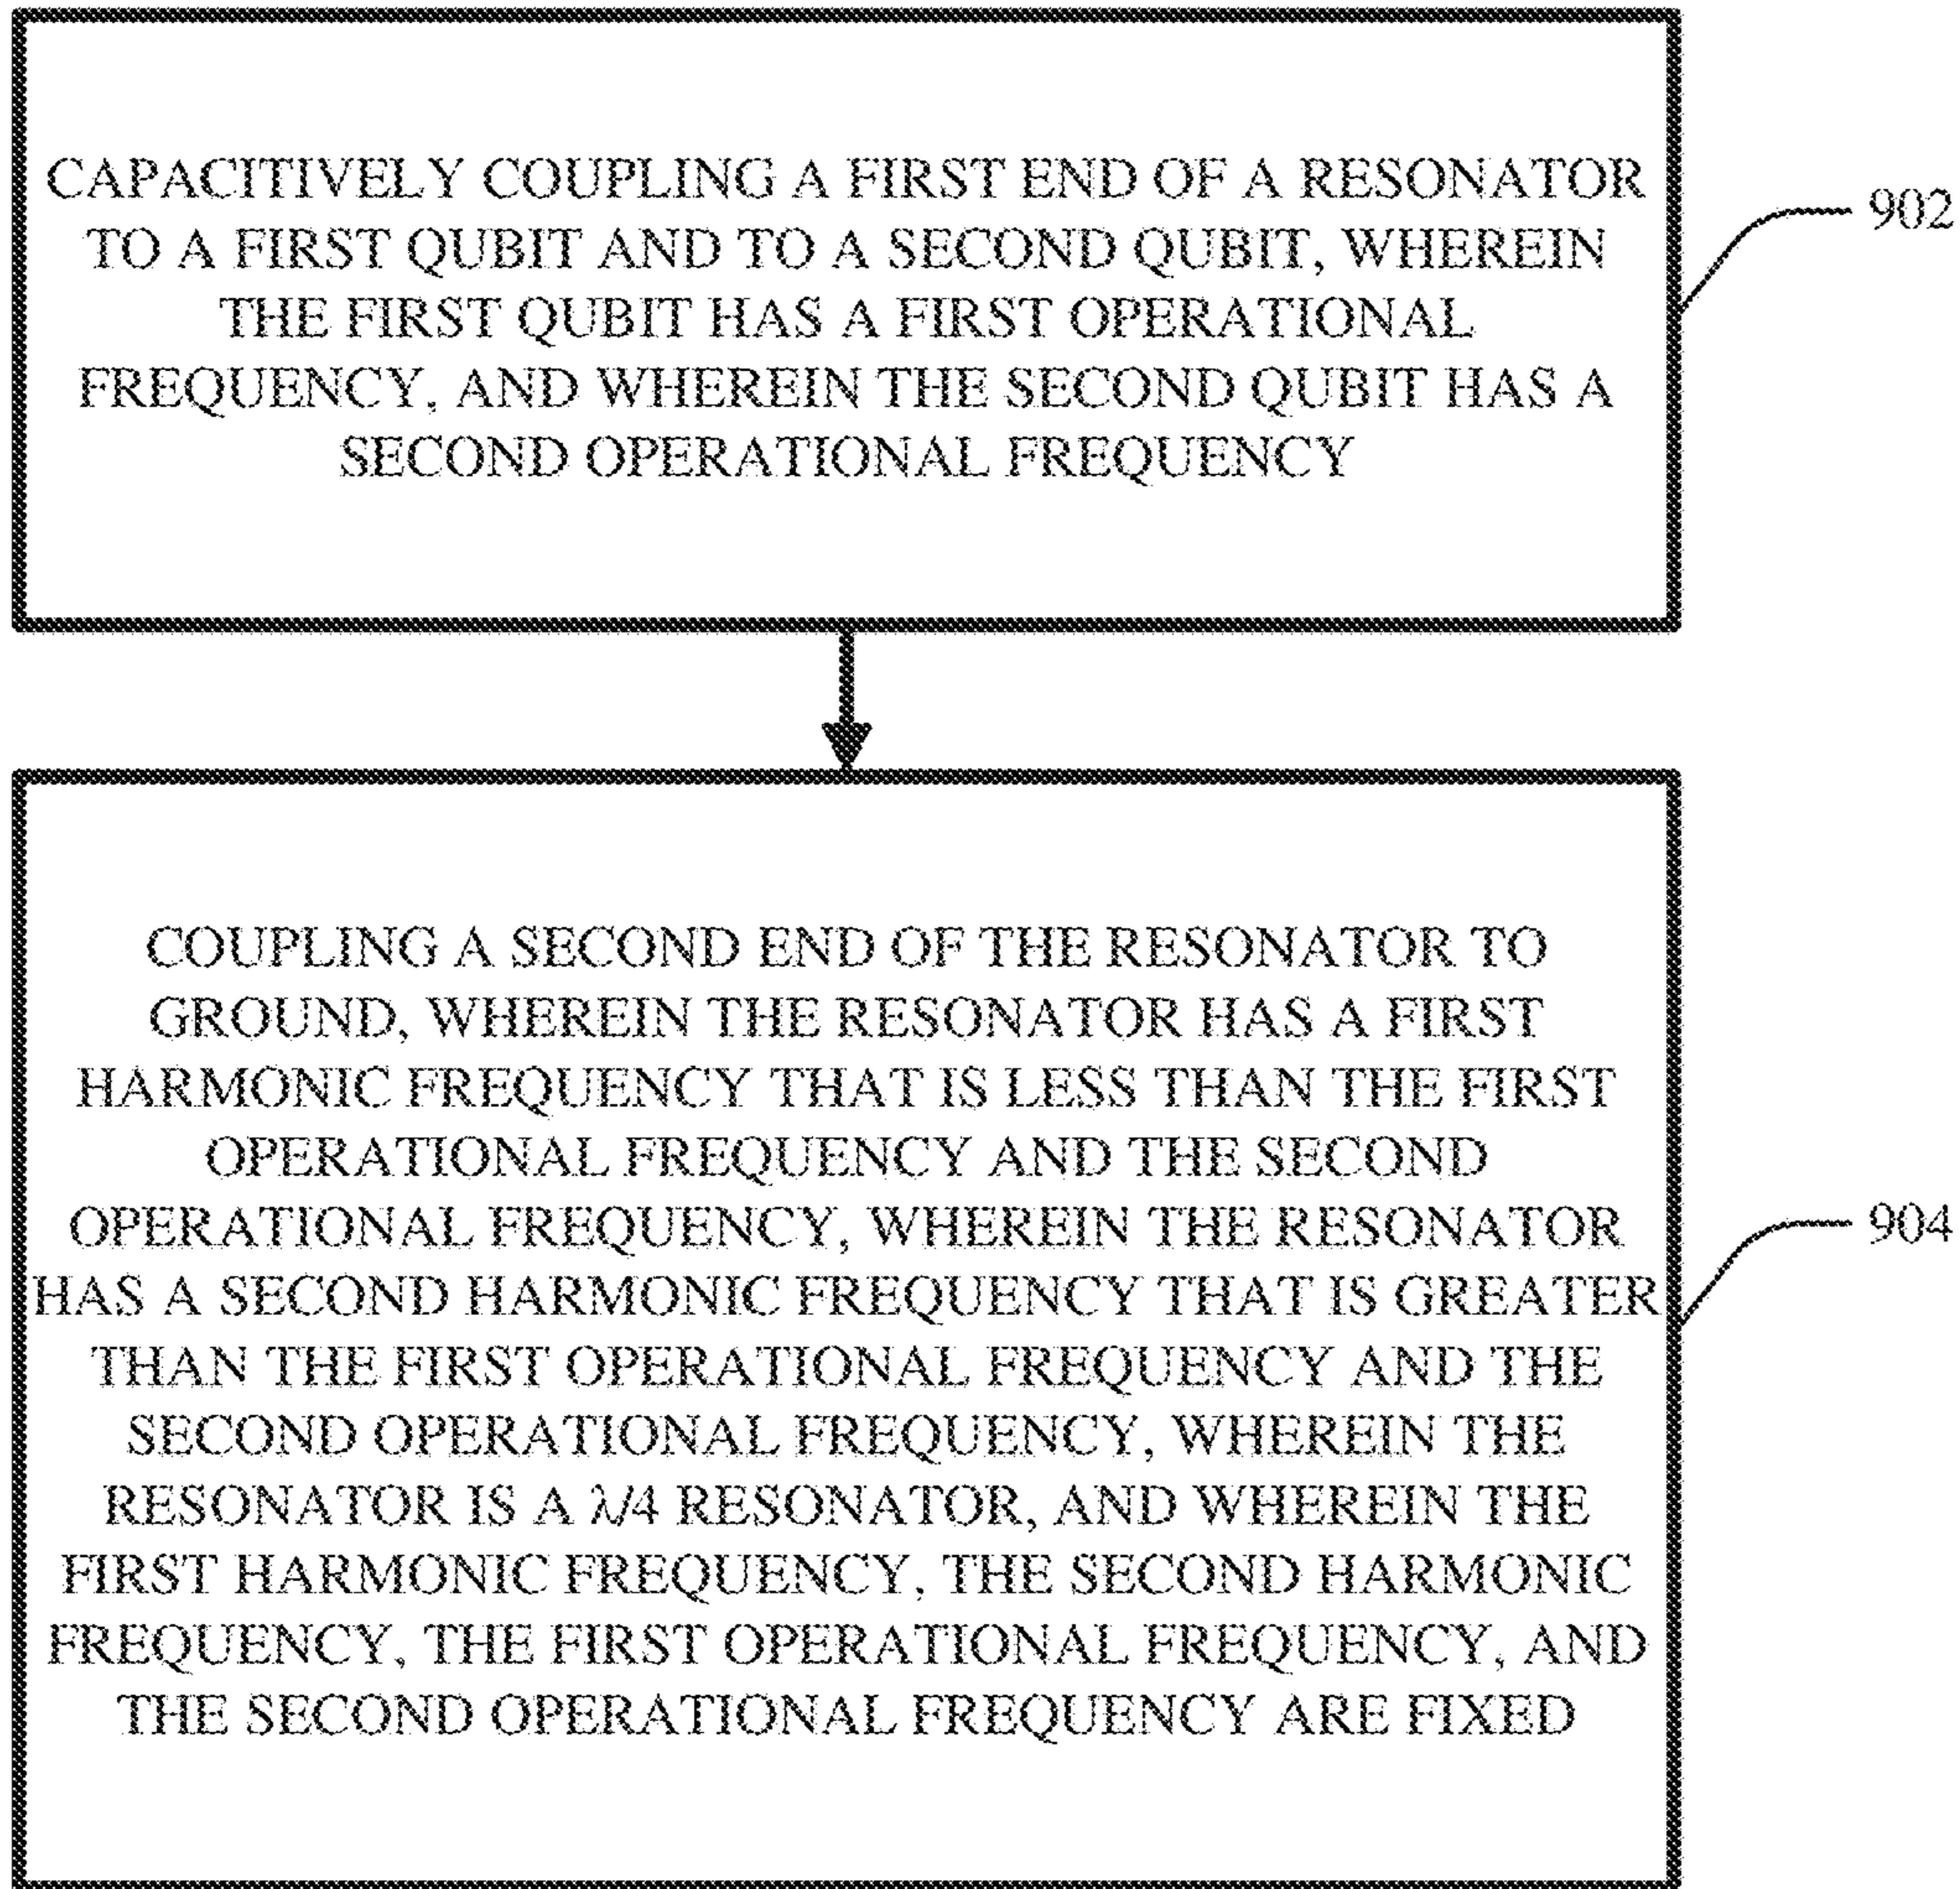 CAPACITIVELY COUPLING A FIRST END OF A RESONATOR
TO A FIRST QUBIT AND TO A SECOND QUBIT, WHEREIN
THE FIRST QUBIT HAS A FIRST OPERATIONAL
FREQUENCY, AND WHEREIN THE SECOND QUBIT HAS A
SECOND OPERATIONAL FREQUENCY
902
COUPLING A SECOND END OF THE RESONATOR TO
GROUND, WHEREIN THE RESONATOR HAS A FIRST
HARMONIC FREQUENCY THAT IS LESS THAN THE FIRST
OPERATIONAL FREQUENCY AND THE SECOND
OPERATIONAL FREQUENCY, WHEREIN THE RESONATOR
HAS A SECOND HARMONIC FREQUENCY THAT IS GREATER
THAN THE FIRST OPERATIONAL FREQUENCY AND THE
SECOND OPERATIONAL FREQUENCY, WHEREIN THE
RESONATOR IS A λ/4 RESONATOR, AND WHEREIN THE
FIRST HARMONIC FREQUENCY, THE SECOND HARMONIC
FREQUENCY, THE FIRST OPERATIONAL FREQUENCY, AND
THE SECOND OPERATIONAL FREQUENCY ARE FIXED
904